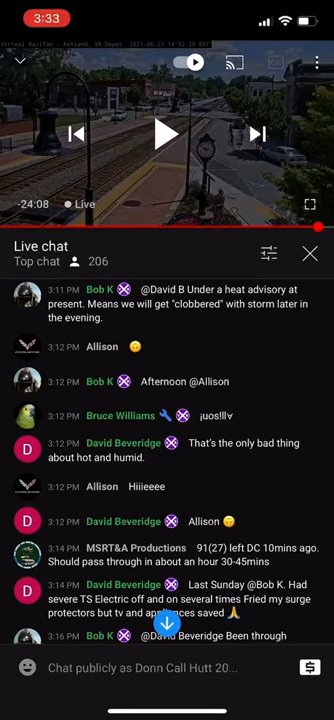 3:33
Virtual Railfan - Ashland, VA Depot 2021-06-27 14:52:20 EDT
-24:08 Live
Live chat
Top chat 206
3:11 PM Bob K @David B Under a heat advisory at
present. Means we will get "clobbered" with storm later in
the evening.
3:12 PM Allison
3:12 PM Bob K Afternoon @Allison
3:12 PM Bruce Williams ¡uosıllⱯ
3:12 PM David Beveridge That's the only bad thing
about hot and humid.
3:12 PM Allison Hiiieeee
3:12 PM David Beveridge Allison
3:14 PM MSRT&A Productions 91(27) left DC 10mins ago.
Should pass through in about an hour 30-45mins
3:14 PM David Beveridge Last Sunday @Bob K. Had
severe TS Electric off and on several times Fried my surge
protectors but tv and appliances saved 🙏
3:16 PM Bob K @David Beveridge Been through
Chat publicly as Donn Call Hutt 20...